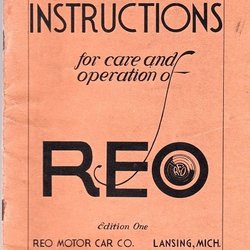 INSTRUCTIONS
for care and
operation of
REO
Edition One
REO MOTOR CAR CO. LANSING, MICH.